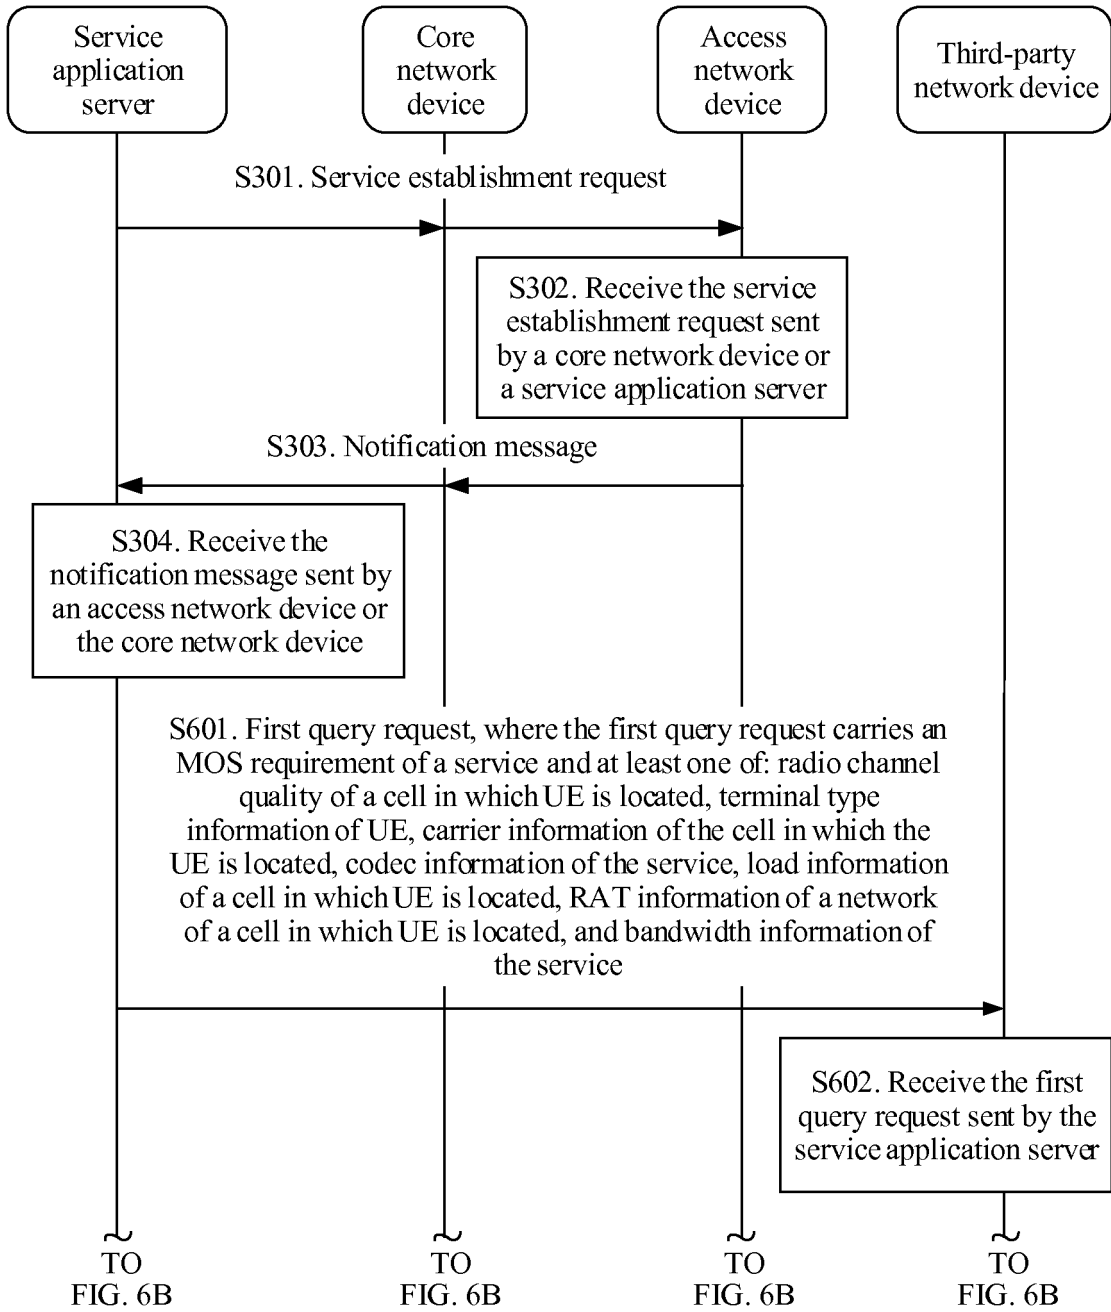 Service
application
server
Core
network
device
Access
network
device
Third-party
network device
S301. Service establishment request
S302. Receive the service
establishment request sent
by a core network device or
a service application server
S303. Notification message
S304. Receive the
notification message sent by
an access network device or
the core network device
S601. First query request, where the first query request carries an
MOS requirement of a service and at least one of: radio channel
quality of a cell in which UE is located, terminal type
information of UE, carrier information of the cell in which the
UE is located, codec information of the service, load information
of a cell in which UE is located, RAT information of a network
of a cell in which UE is located, and bandwidth information of
the service
S602. Receive the first
query request sent by the
service application server
TO
FIG. 6B
TO
FIG. 6B
TO
FIG. 6B
TO
FIG. 6B